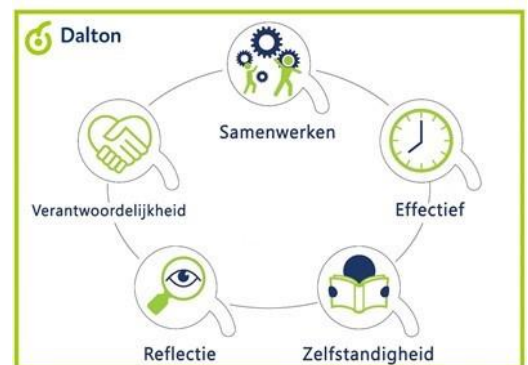 Dalton
Samenwerken
Verantwoordelijkheid
Effectief
Reflectie
Zelfstandigheid